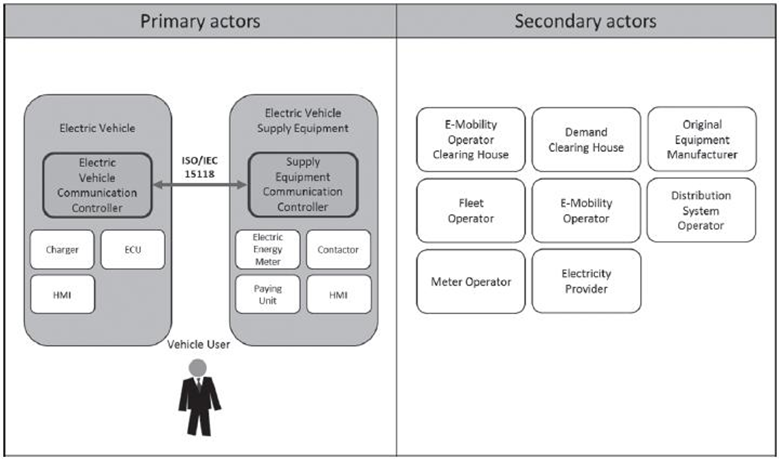 Primary actors
Secondary actors
Electric Vehicle
Electric
Vehicle
Communication
Controller
Charger
ECU
HMI
ISO/IEC
15118
Electric Vehicle
Supply Equipment
Supply
Equipment
Communication
Controller
Electric
Energy
Meter
Contactor
Paying
Unit
HMI
Vehicle User
E-Mobility
Operator
Clearing House
Demand
Clearing House
Original
Equipment
Manufacturer
Fleet
Operator
E-Mobility
Operator
Distribution
System
Operator
Meter Operator
Electricity
Provider